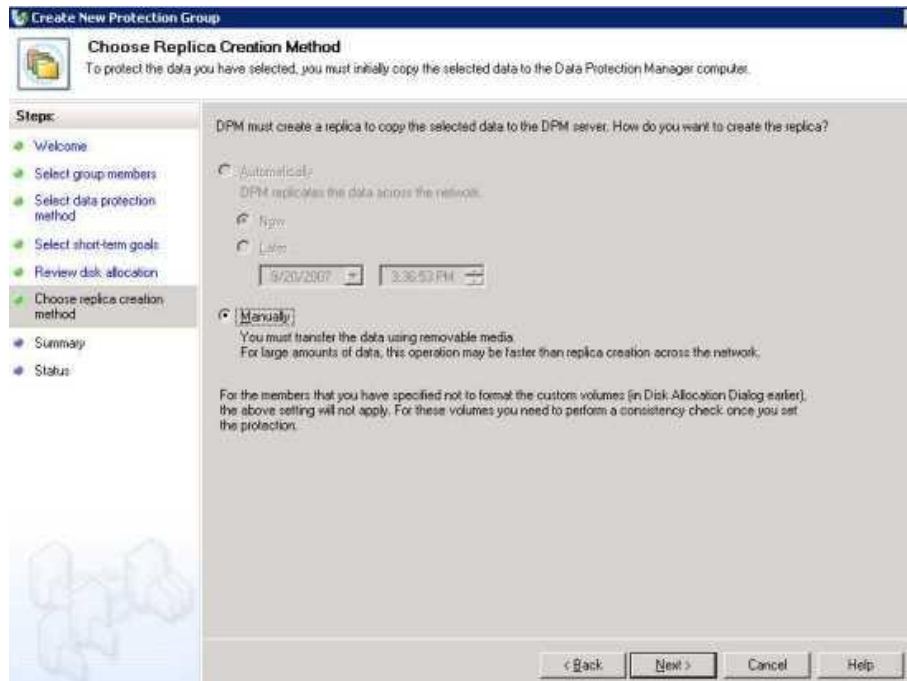 Create New Protection Group
Choose Replica Creation Method
To protect the data you have selected, you must initially copy the selected data to the Data Protection Manager computer.
Steps:
Welcome
Select group members
Select data protection
method
Select short-term goals
Review disk allocation
Choose replica creation
method
Summary
Status
DPM must create a replica to copy the selected data to the DPM server. How do you want to create the replica?
Automatically
DPM replicates the data across the network.
Now
Later
9/20/2007
3:36:53 PM
Manually
You must transfer the data using removable media.
For large amounts of data, this operation may be faster than replica creation across the network.
For the members that you have specified not to format the custom volumes (in Disk Allocation Dialog earlier),
the above setting will not apply. For these volumes you need to perform a consistency check once you set
the protection.
< Back
Next >
Cancel
Help